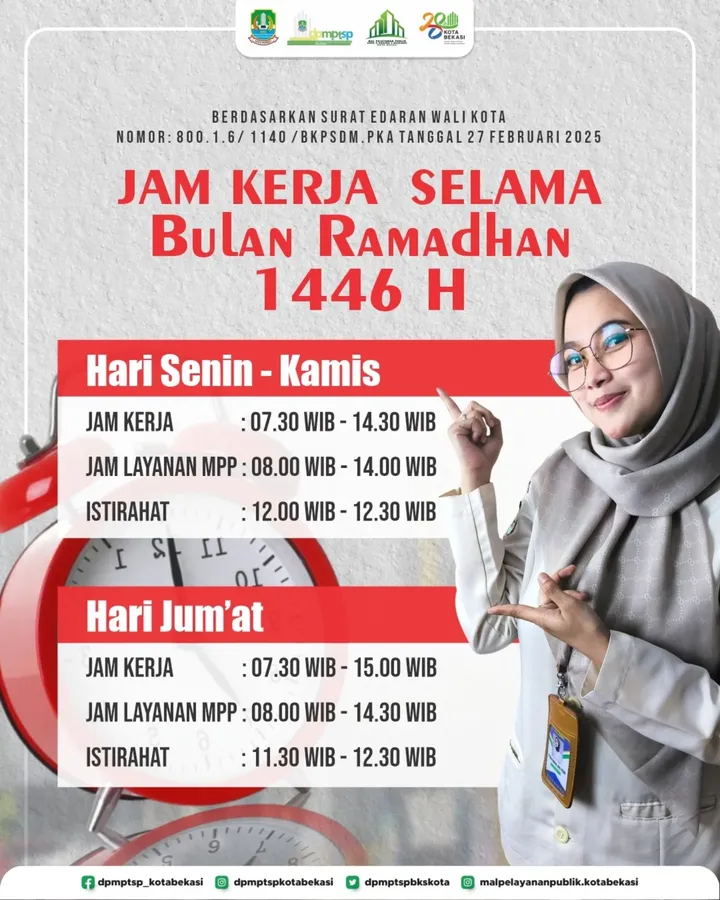 dpmptsp
KOTA
BEKASI
BERDASARKAN SURAT EDARAN WALI KOTA
NOMOR: 800.1.6/ 1140 /BKPSDM.PKA TANGGAL 27 FEBRUARI 2025
JAM KERJA SELAMA
BULAN RAMADHAN
1446 H
Hari Senin - Kamis
JAM KERJA : 07.30 WIB - 14.30 WIB
JAM LAYANAN MPP : 08.00 WIB - 14.00 WIB
ISTIRAHAT : 12.00 WIB - 12.30 WIB
Hari Jum'at
JAM KERJA : 07.30 WIB - 15.00 WIB
JAM LAYANAN MPP : 08.00 WIB - 14.30 WIB
ISTIRAHAT : 11.30 WIB - 12.30 WIB
dpmptsp_kotabekasi dpmptspkotabekasi dpmptspbkskota malpelayananpublik.kotabekasi